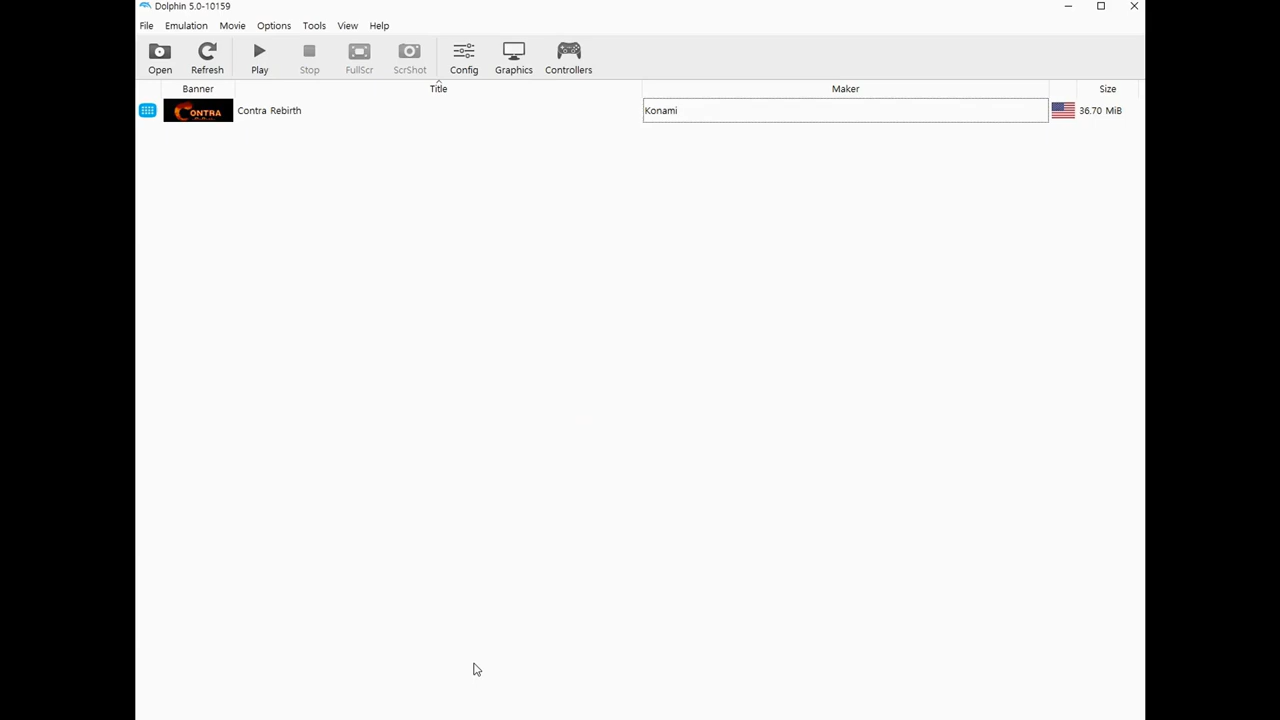 Dolphin 5.0-10159
File Emulation Movie Options Tools View Help
Open Refresh Play Stop FullScr ScrShot Config Graphics Controllers
Banner Title Maker Size
CONTRA Contra Rebirth Konami 36.70 MiB